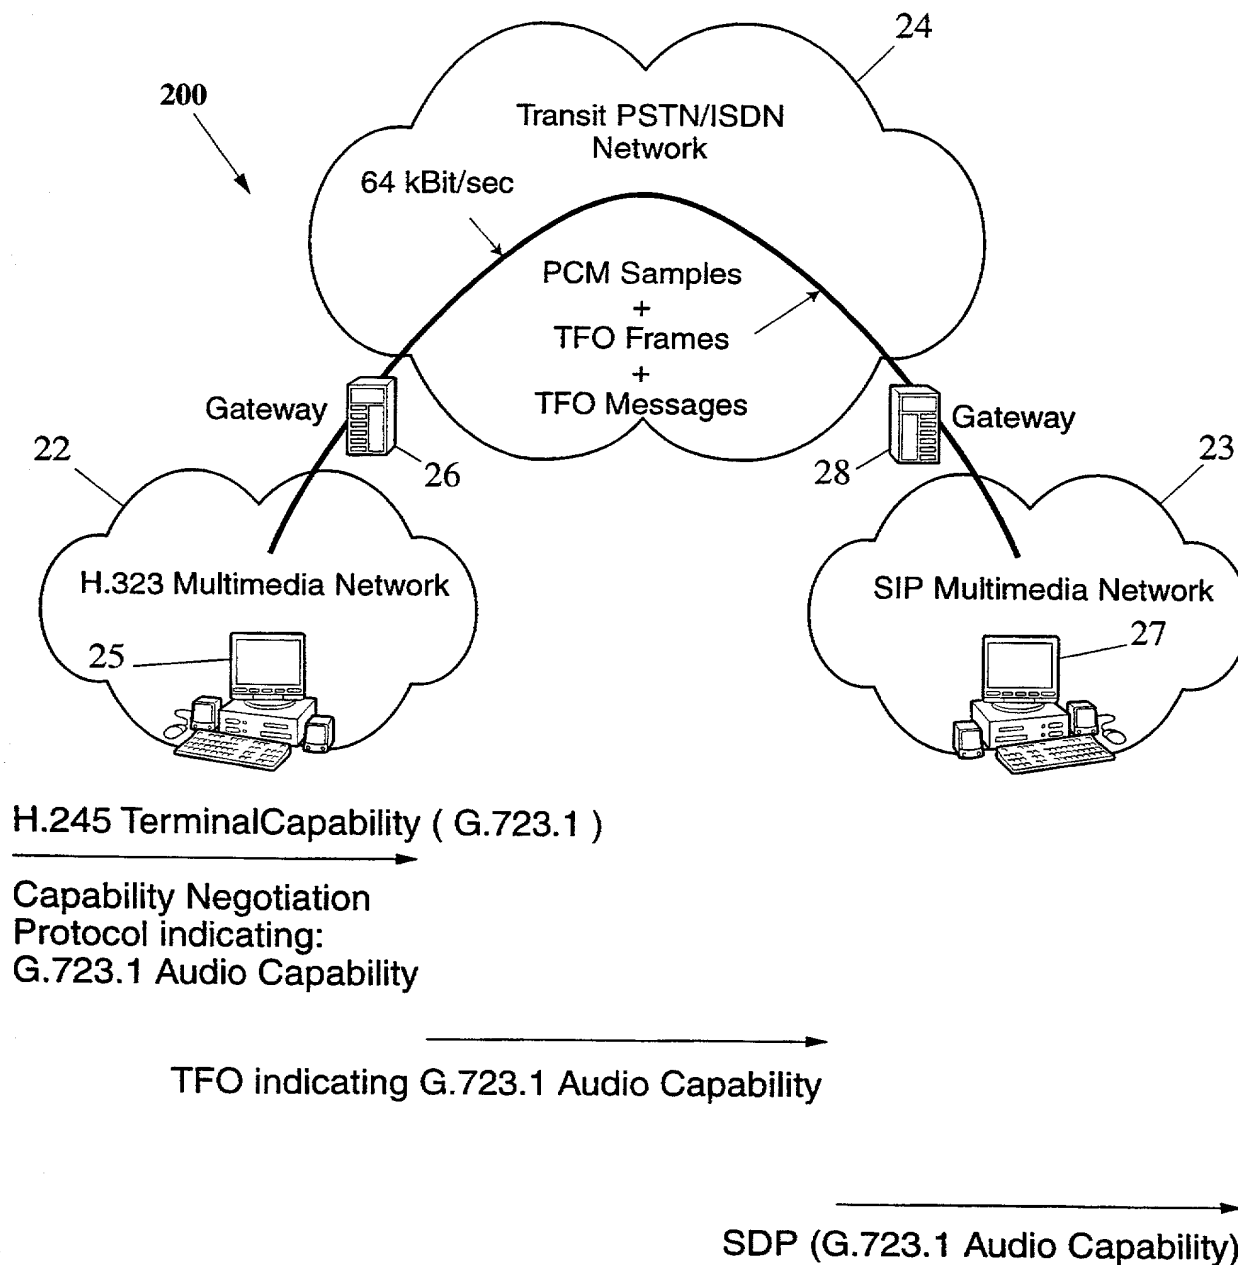 24
200
Transit PSTN/ISDN
Network
64 kBit/sec
PCM Samples
+
TFO Frames
+
TFO Messages
Gateway
Gateway
26
28
22
23
H.323 Multimedia Network
SIP Multimedia Network
25
27
H.245 TerminalCapability ( G.723.1 )
Capability Negotiation
Protocol indicating:
G.723.1 Audio Capability
TFO indicating G.723.1 Audio Capability
SDP (G.723.1 Audio Capability)